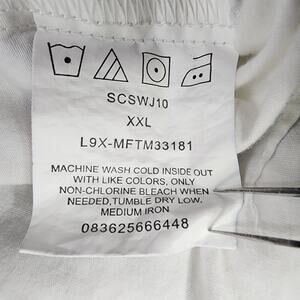 SCSWJ10
XXL
L9X-MFTM33181
MACHINE WASH COLD INSIDE OUT
WITH LIKE COLORS, ONLY
NON-CHLORINE BLEACH WHEN
NEEDED,TUMBLE DRY LOW,
MEDIUM IRON
083625666448